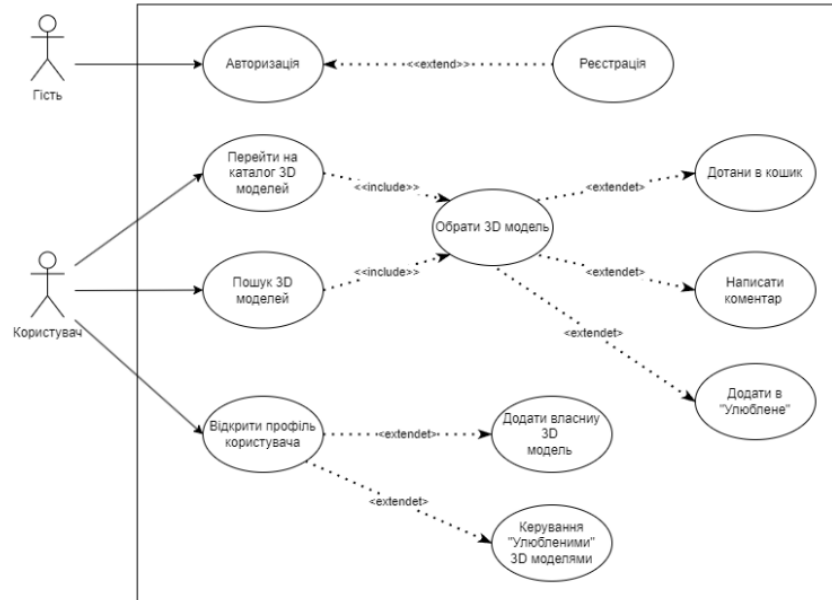 Авторизація
<<extend>>
Реєстрація
Гість
Перейти на
каталог 3D
моделей
<<include>>
<extendet>
Дотани в кошик
Обрати 3D модель
Пошук 3D
моделей
<<include>>
<extendet>
Написати
коментар
Користувач
<extendet>
Додати в
"Улюблене"
Відкрити профіль
користувача
<extendet>
Додати власниу
3D
модель
<extendet>
Керування
"Улюбленими"
3D моделями